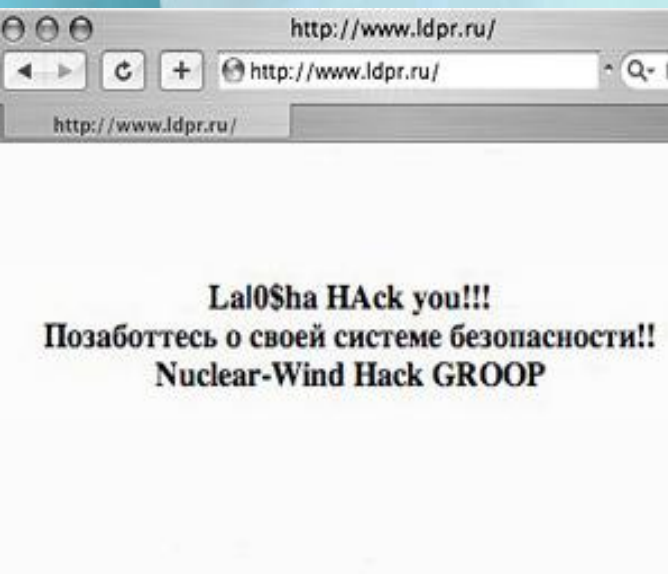 http://www.ldpr.ru/
http://www.ldpr.ru/
http://www.ldpr.ru/
Lal0$ha HAck you!!!
Позаботтесь о своей системе безопасности!!
Nuclear-Wind Hack GROOP